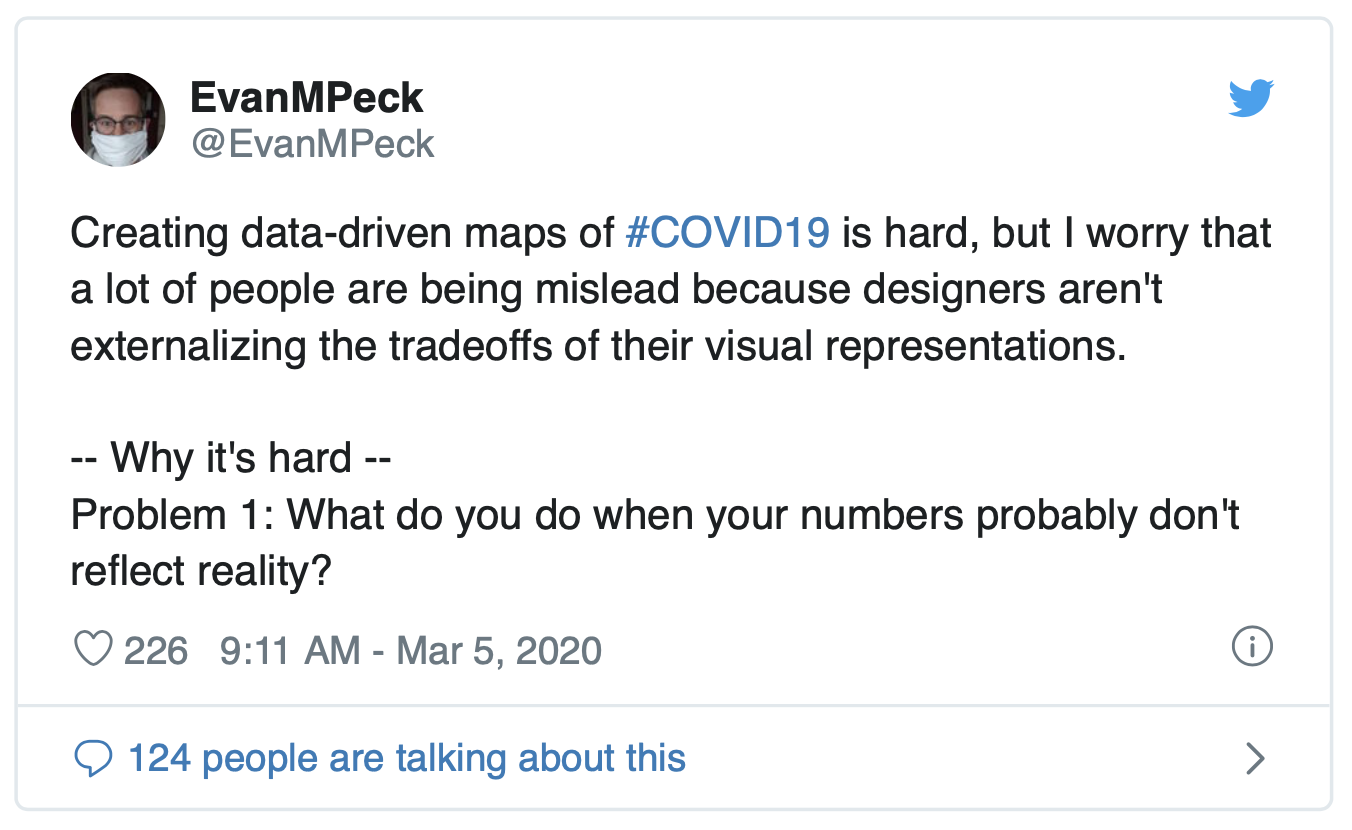 EvanMPeck
@EvanMPeck
Creating data-driven maps of #COVID19 is hard, but I worry that
a lot of people are being mislead because designers aren't
externalizing the tradeoffs of their visual representations.
-- Why it's hard --
Problem 1: What do you do when your numbers probably don't
reflect reality?
226 9:11 AM - Mar 5, 2020
124 people are talking about this